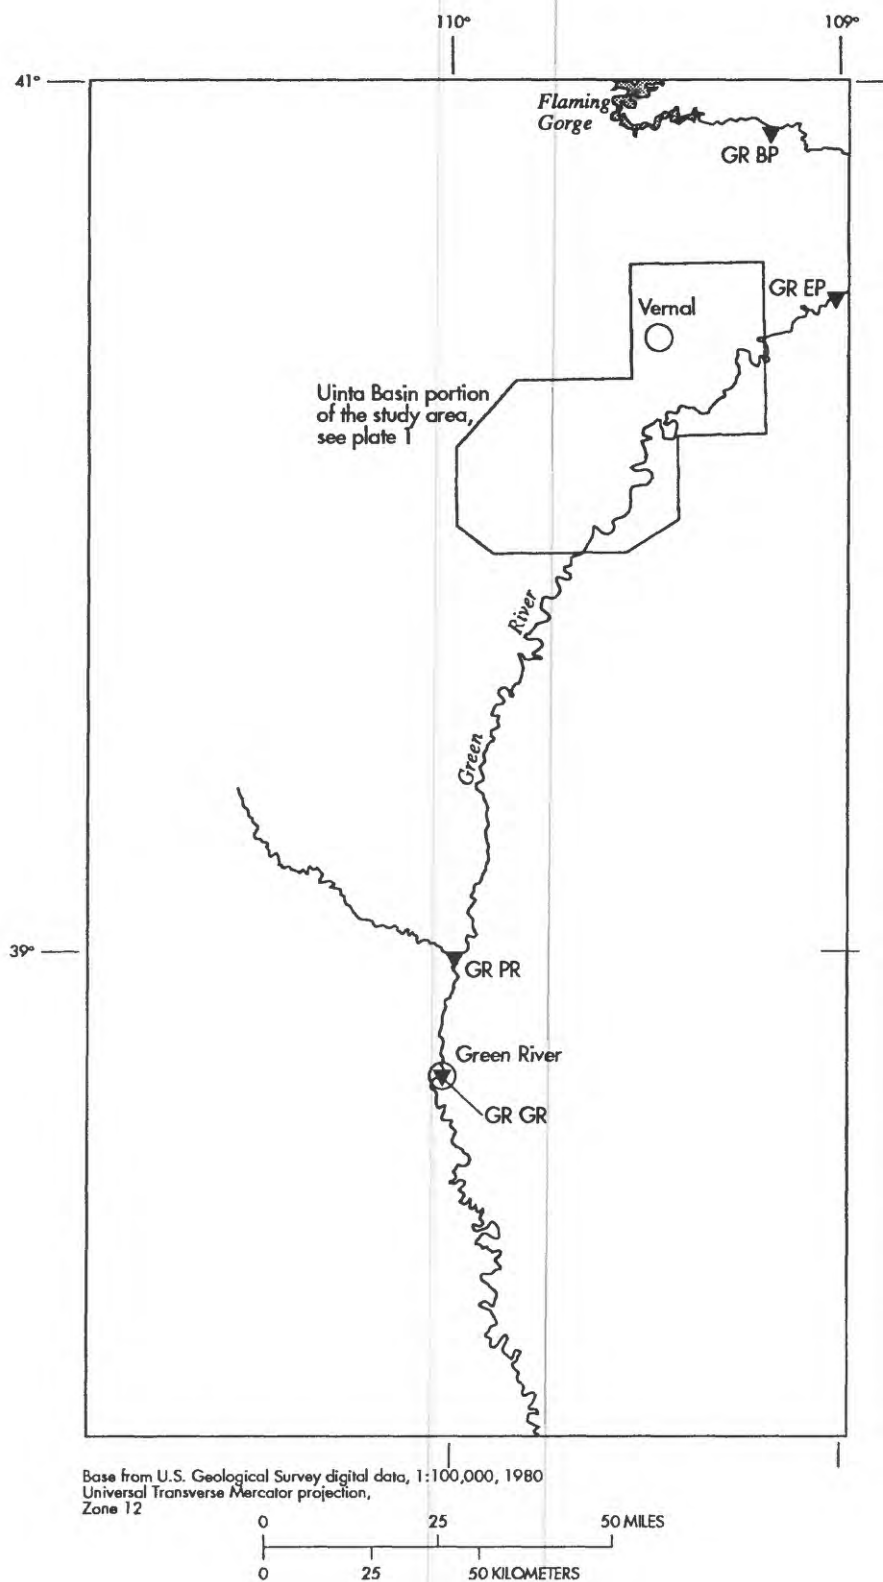 110°
109°
41°
Flaming
Gorge
GR BP
GR EP
Vernal
Uinta Basin portion
of the study area,
see plate 1
River
Green
39°
GR PR
Green River
GR GR
Base from U.S. Geological Survey digital data, 1:100,000, 1980
Universal Transverse Mercator projection,
Zone 12
0 25 50 MILES
0 25 50 KILOMETERS